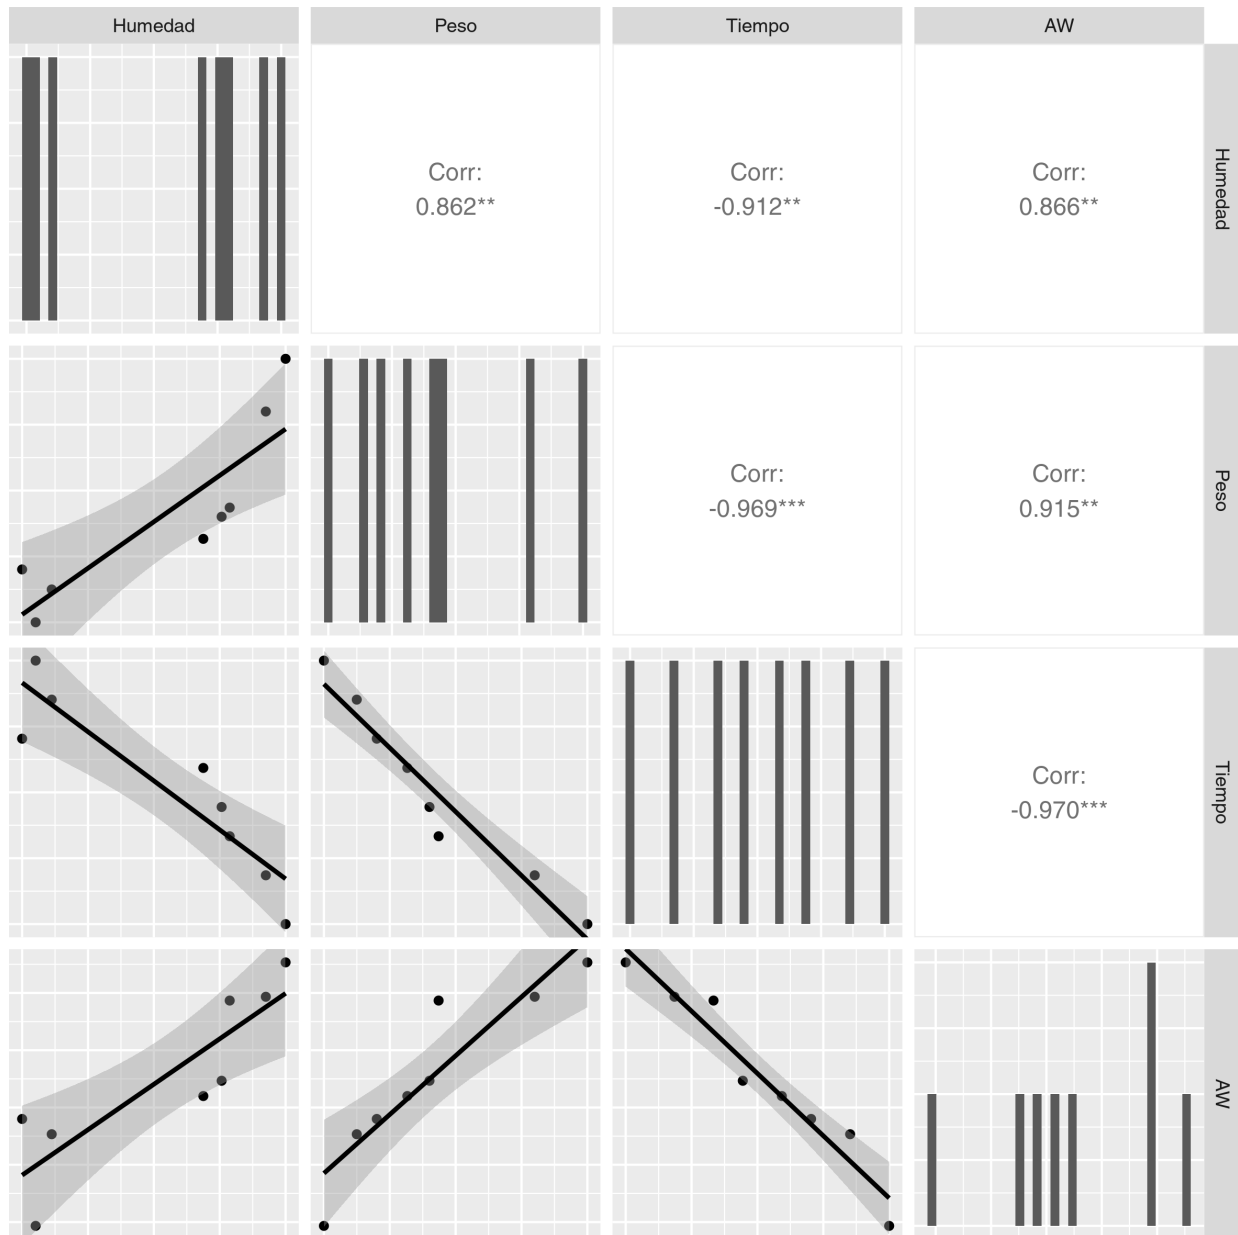 Humedad
Peso
Tiempo
AW
Corr:
0.862**
Corr:
-0.912**
Corr:
0.866**
Humedad
Corr:
-0.969***
Corr:
0.915**
Peso
Corr:
-0.970***
Tiempo
AW